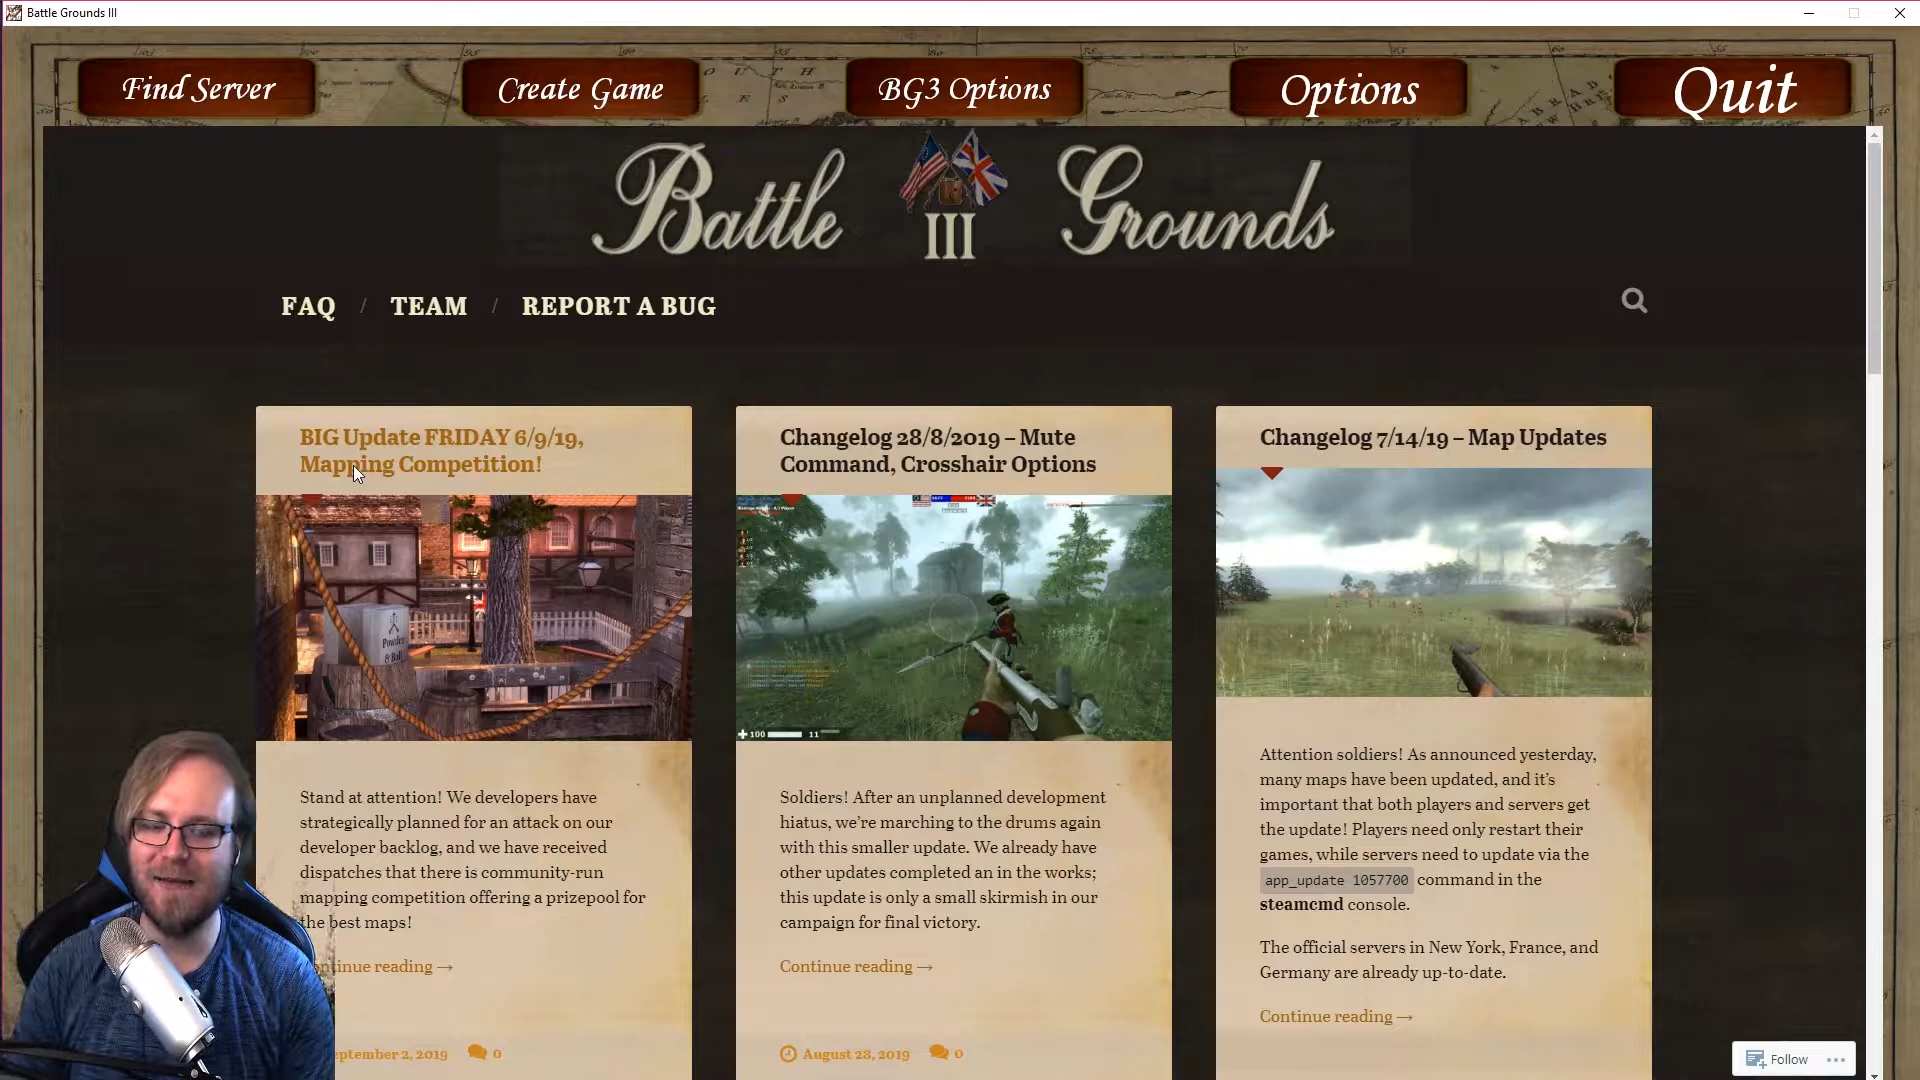 Battle Grounds III
Find Server
Create Game
BG3 Options
Options
Quit
Battle III Grounds
FAQ / TEAM / REPORT A BUG
BIG Update FRIDAY 6/9/19,
Mapping Competition!
Powder
& Ball
Stand at attention! We developers have
strategically planned for an attack on our
developer backlog, and we have received
dispatches that there is community-run
mapping competition offering a prizepool for
the best maps!
ntinue reading →
eptember 2, 2019 0
Changelog 28/8/2019 – Mute
Command, Crosshair Options
100 11
Soldiers! After an unplanned development
hiatus, we're marching to the drums again
with this smaller update. We already have
other updates completed an in the works;
this update is only a small skirmish in our
campaign for final victory.
Continue reading →
August 28, 2019 0
Changelog 7/14/19 – Map Updates
Attention soldiers! As announced yesterday,
many maps have been updated, and it's
important that both players and servers get
the update! Players need only restart their
games, while servers need to update via the
app_update 1057700 command in the
steamcmd console.
The official servers in New York, France, and
Germany are already up-to-date.
Continue reading →
Follow